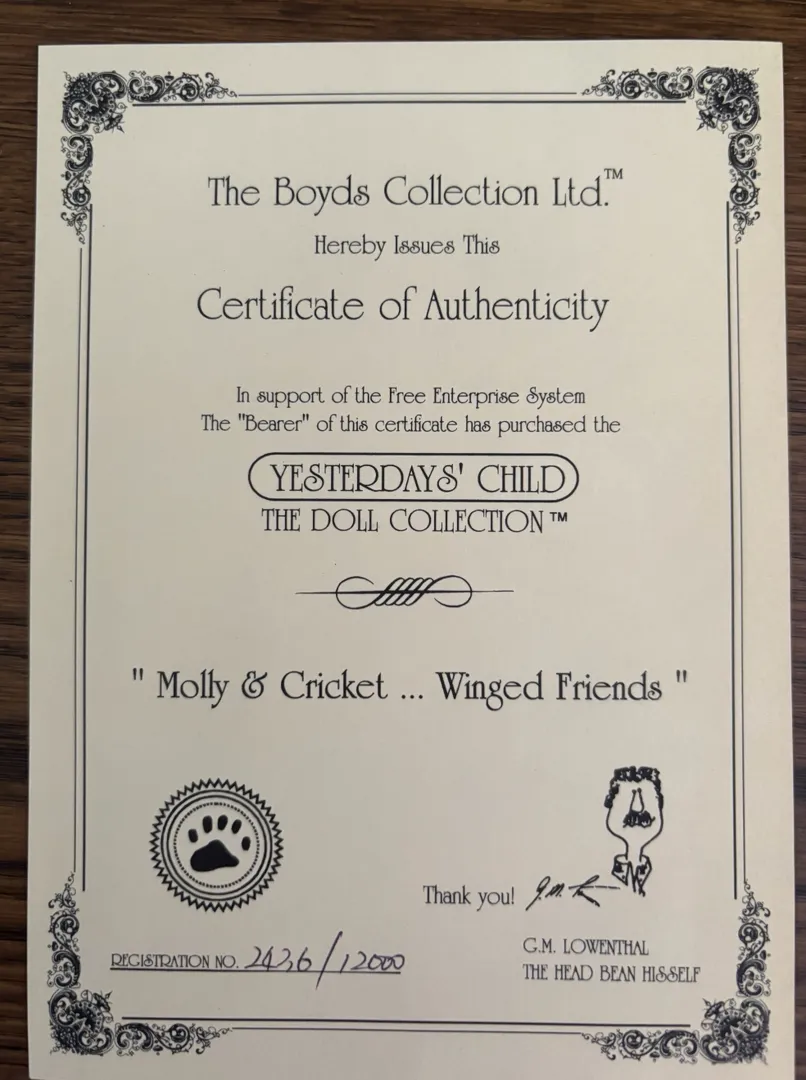 The Boyds Collection Ltd.™
Hereby Issues This
Certificate of Authenticity
In support of the Free Enterprise System
The "Bearer" of this certificate has purchased the
YESTERDAYS' CHILD
THE DOLL COLLECTION™
" Molly & Cricket ... Winged Friends "
Thank you!
REGISTRATION NO. 2436/12000
G.M. LOWENTHAL
THE HEAD BEAN HISSELF